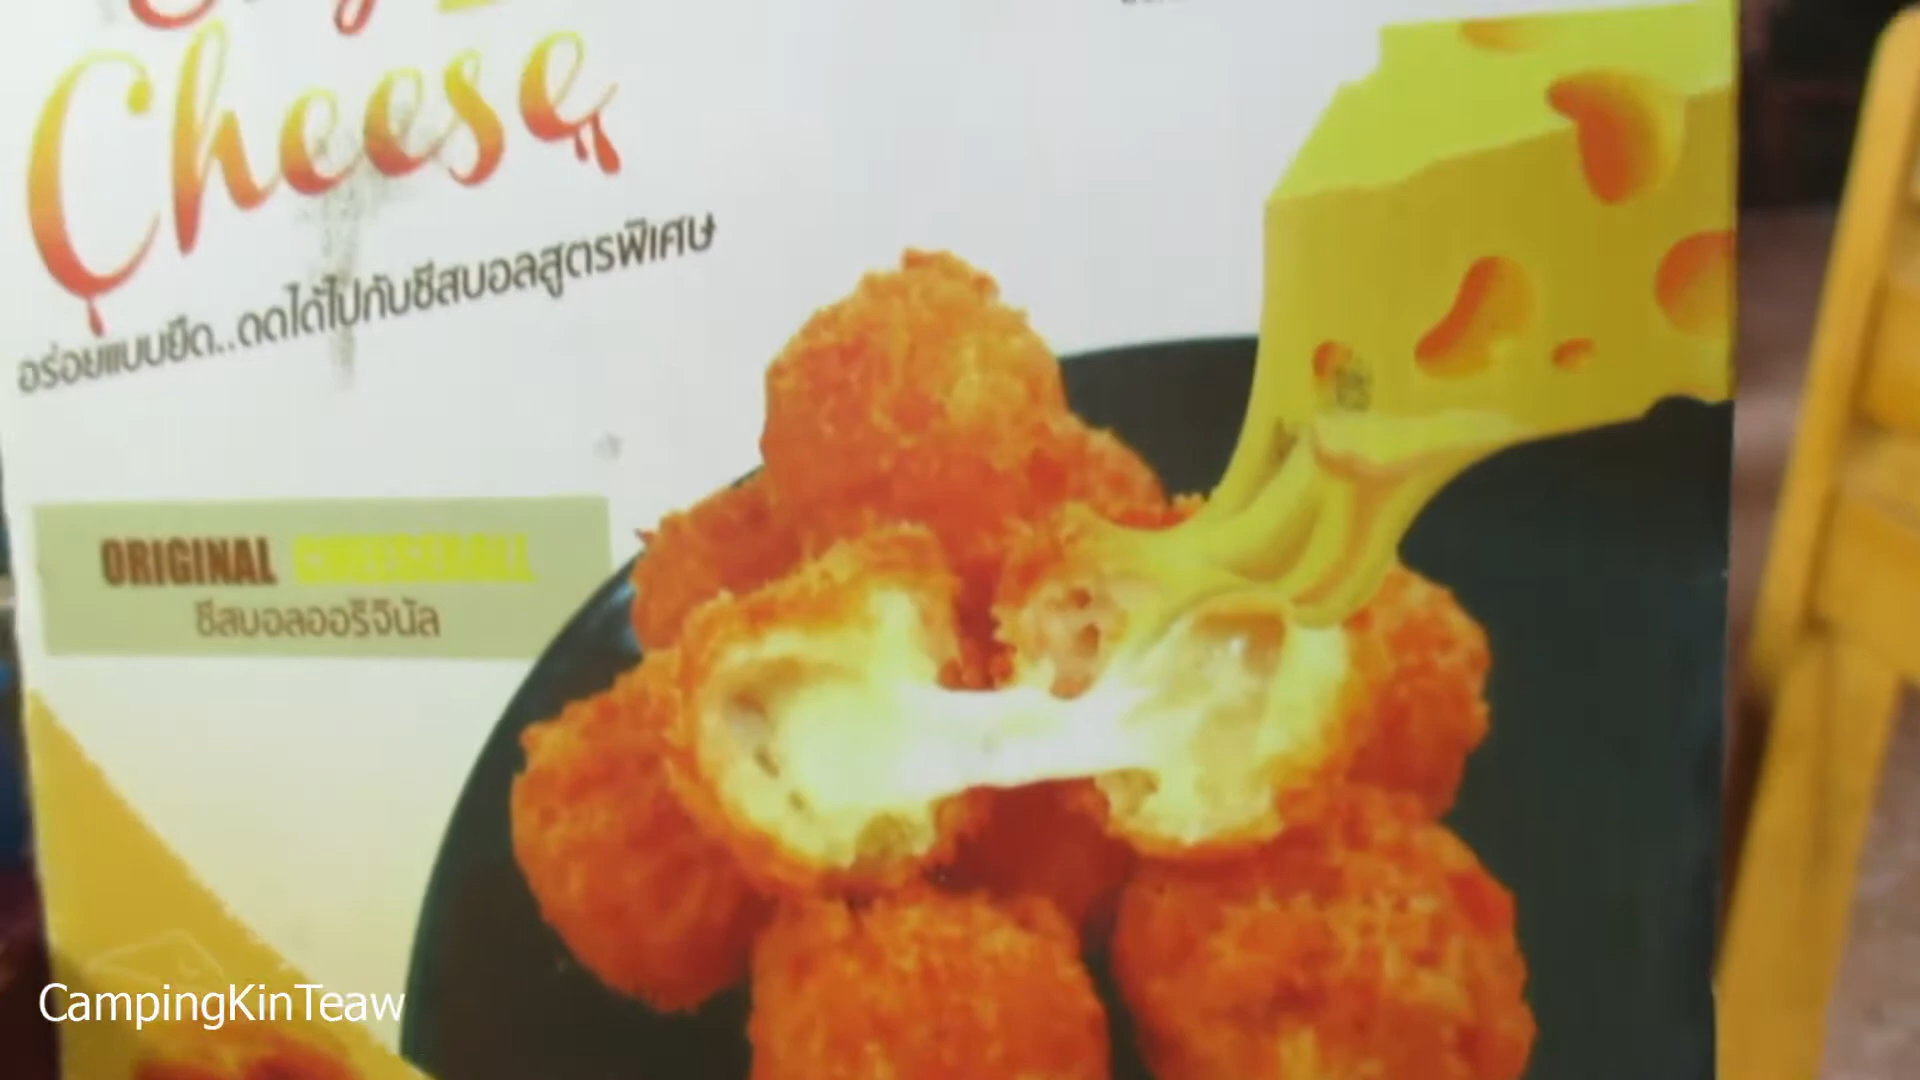 Cheese
อร่อยแบบยืด..ดูดได้ไปกับชีสบอลสูตรพิเศษ
ORIGINAL CHEESEBALL
ชีสบอลออริจินัล
CampingKinTeaw